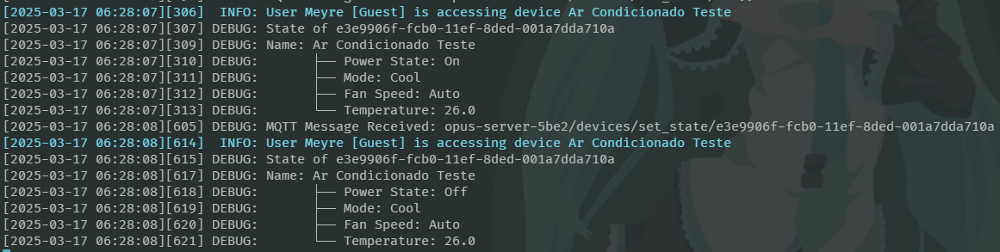 [2025-03-17 06:28:07][306]  INFO: User Meyre [Guest] is accessing device Ar Condicionado Teste
[2025-03-17 06:28:07][307] DEBUG: State of e3e9906f-fcb0-11ef-8ded-001a7dda710a
[2025-03-17 06:28:07][309] DEBUG: Name: Ar Condicionado Teste
[2025-03-17 06:28:07][310] DEBUG:       ├── Power State: On
[2025-03-17 06:28:07][311] DEBUG:       ├── Mode: Cool
[2025-03-17 06:28:07][312] DEBUG:       ├── Fan Speed: Auto
[2025-03-17 06:28:07][313] DEBUG:       └── Temperature: 26.0
[2025-03-17 06:28:08][605] DEBUG: MQTT Message Received: opus-server-5be2/devices/set_state/e3e9906f-fcb0-11ef-8ded-001a7dda710a
[2025-03-17 06:28:08][614]  INFO: User Meyre [Guest] is accessing device Ar Condicionado Teste
[2025-03-17 06:28:08][615] DEBUG: State of e3e9906f-fcb0-11ef-8ded-001a7dda710a
[2025-03-17 06:28:08][617] DEBUG: Name: Ar Condicionado Teste
[2025-03-17 06:28:08][618] DEBUG:       ├── Power State: Off
[2025-03-17 06:28:08][619] DEBUG:       ├── Mode: Cool
[2025-03-17 06:28:08][620] DEBUG:       ├── Fan Speed: Auto
[2025-03-17 06:28:08][621] DEBUG:       └── Temperature: 26.0